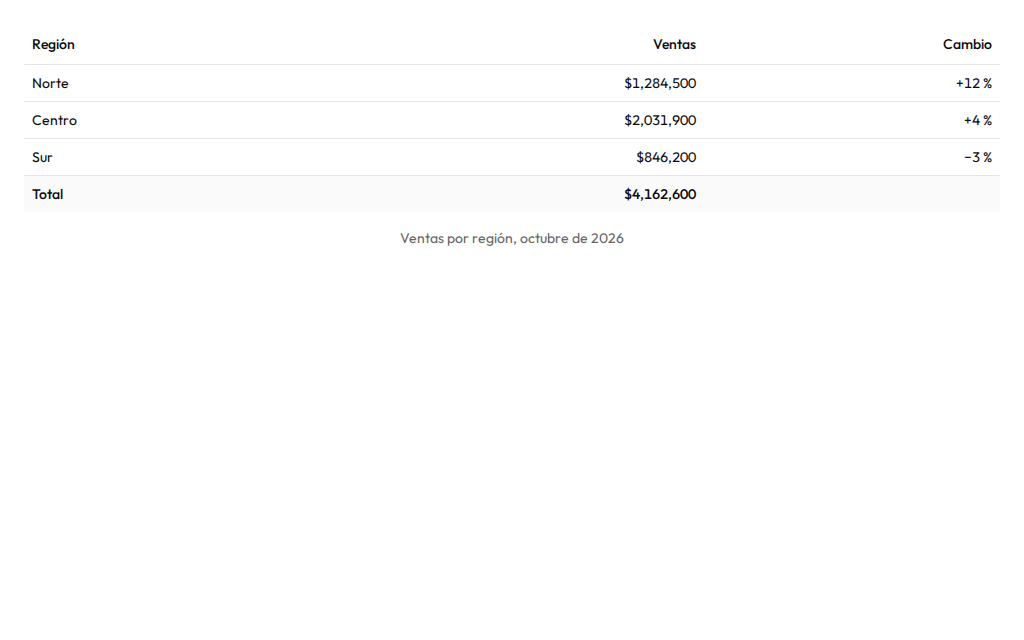 Región Ventas Cambio
Norte $1,284,500 +12 %
Centro $2,031,900 +4 %
Sur $846,200 −3 %
Total $4,162,600
Ventas por región, octubre de 2026